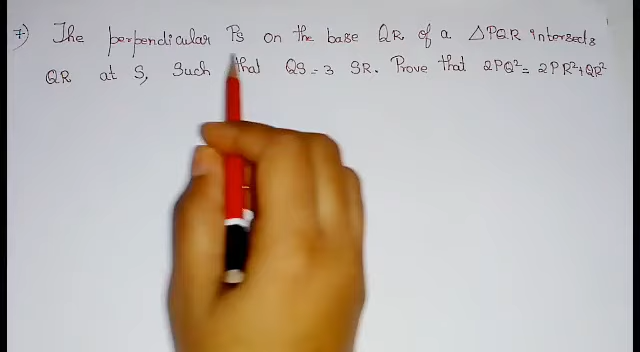 7) The perpendicular PS on the base QR of a △PQR intersects
QR at S, Such that QS = 3 SR. Prove that 2PQ² = 2PR² + QR²